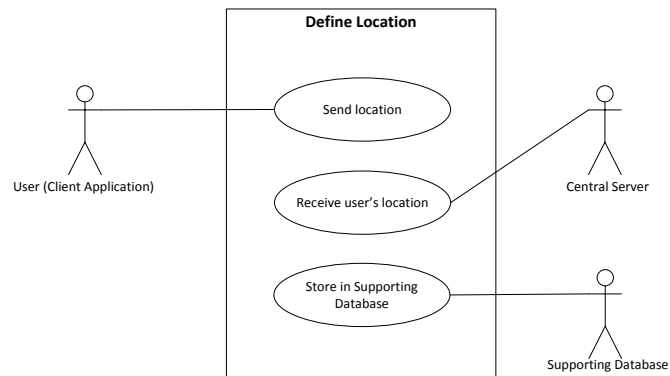 Define Location
Send location
User (Client Application)
Receive user’s location
Central Server
Store in Supporting
Database
Supporting Database